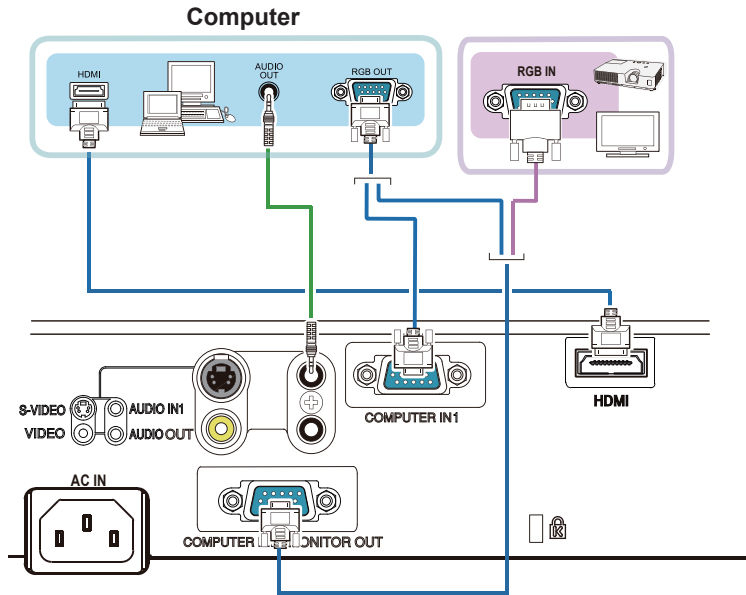 Computer
HDMI
AUDIO
OUT
RGB OUT
RGB IN
S-VIDEO
AUDIO IN1
VIDEO
AUDIO OUT
COMPUTER IN1
HDMI
AC IN
COMPUTER
OUT
K